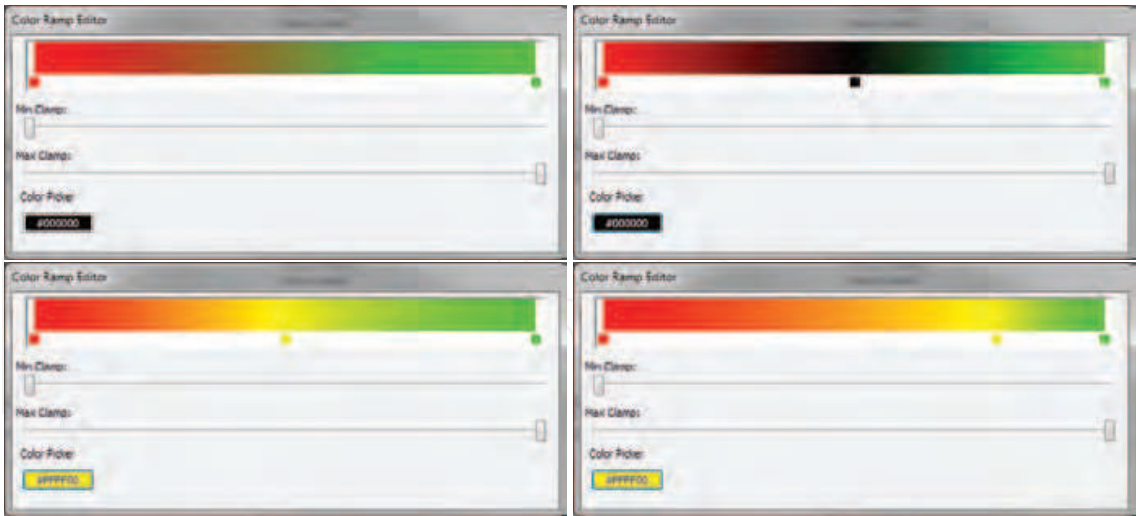 Color Ramp Editor
Min Clamp:
Max Clamp:
Color Picker
#000000
Color Ramp Editor
Min Clamp:
Max Clamp:
Color Picker
#000000
Color Ramp Editor
Min Clamp:
Max Clamp:
Color Picker
#FFFF00
Color Ramp Editor
Min Clamp:
Max Clamp:
Color Picker
#FFFF00